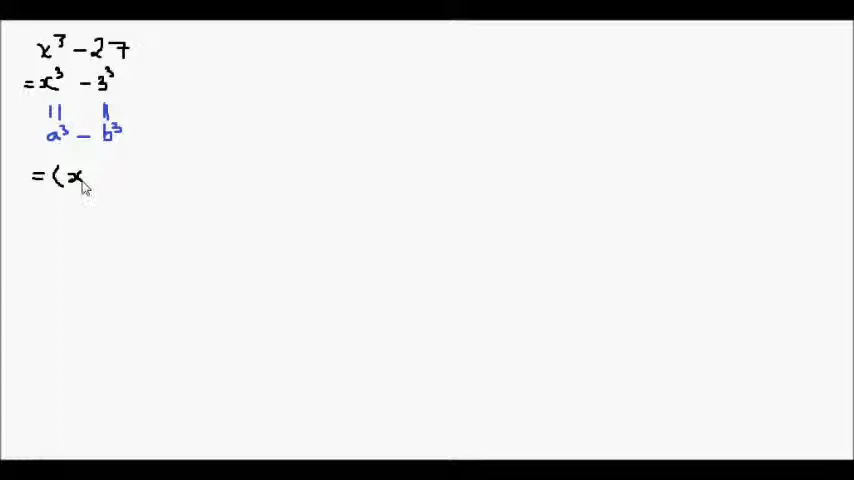 x³ - 27
= x³ - 3³
|| ||
a³ - b³
= (x